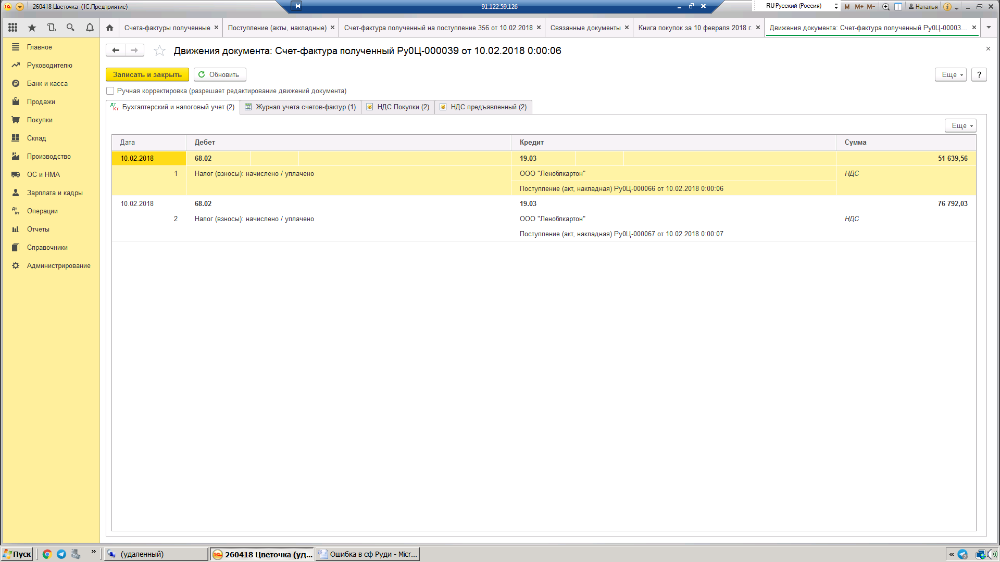 260418 Цветочка (1С:Предприятие)
91.122.59.126
RU Русский (Россия)
M M+ M-
Наталья
Счета-фактуры полученные
Поступление (акты, накладные)
Счет-фактура полученный на поступление 356 от 10.02.2018
Связанные документы
Книга покупок за 10 февраля 2018 г.
Движения документа: Счет-фактура полученный Ру0Ц-00003...
Главное
Руководителю
Банк и касса
Продажи
Покупки
Склад
Производство
ОС и НМА
Зарплата и кадры
Операции
Отчеты
Справочники
Администрирование
Движения документа: Счет-фактура полученный Ру0Ц-000039 от 10.02.2018 0:00:06
Записать и закрыть
Обновить
Еще
?
Ручная корректировка (разрешает редактирование движений документа)
Бухгалтерский и налоговый учет (2)
Журнал учета счетов-фактур (1)
НДС Покупки (2)
НДС предъявленный (2)
Еще
Дата Дебет Кредит Сумма
10.02.2018 68.02 19.03 51 639,56
1 Налог (взносы): начислено / уплачено ООО "Леноблкартон" НДС
Поступление (акт, накладная) Ру0Ц-000066 от 10.02.2018 0:00:06
10.02.2018 68.02 19.03 76 792,03
2 Налог (взносы): начислено / уплачено ООО "Леноблкартон" НДС
Поступление (акт, накладная) Ру0Ц-000067 от 10.02.2018 0:00:07
Пуск
(удаленный)
260418 Цветочка (уд...
Ошибка в сф Руди - Micr...